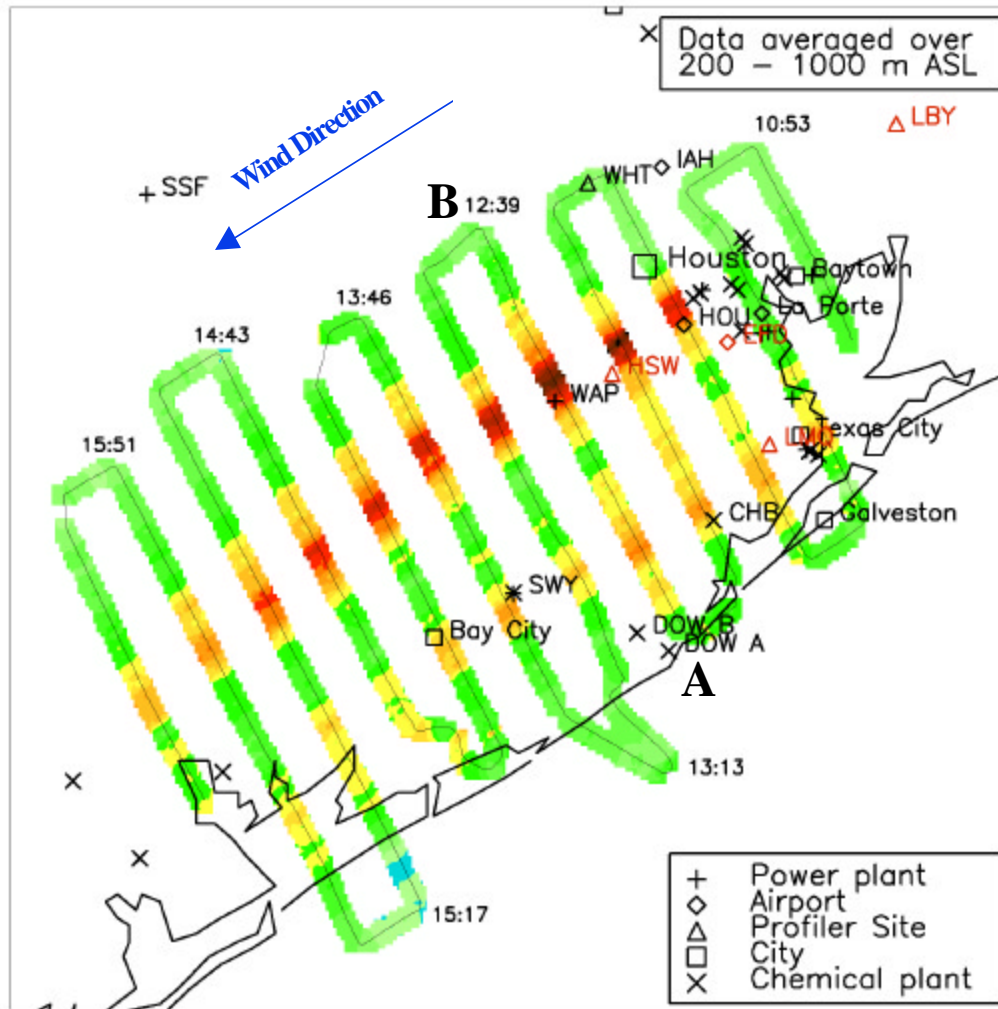 Data averaged over
200 - 1000 m ASL
LBY
10:53
Wind Direction
IAH
WHT
SSF
B
12:39
Houston
Baytown
13:46
La Porte
HOU
EFD
14:43
HSW
WAP
Texas City
15:51
CHB
Galveston
SWY
Bay City
DOW B
DOW A
A
13:13
15:17
Power plant
Airport
Profiler Site
City
Chemical plant